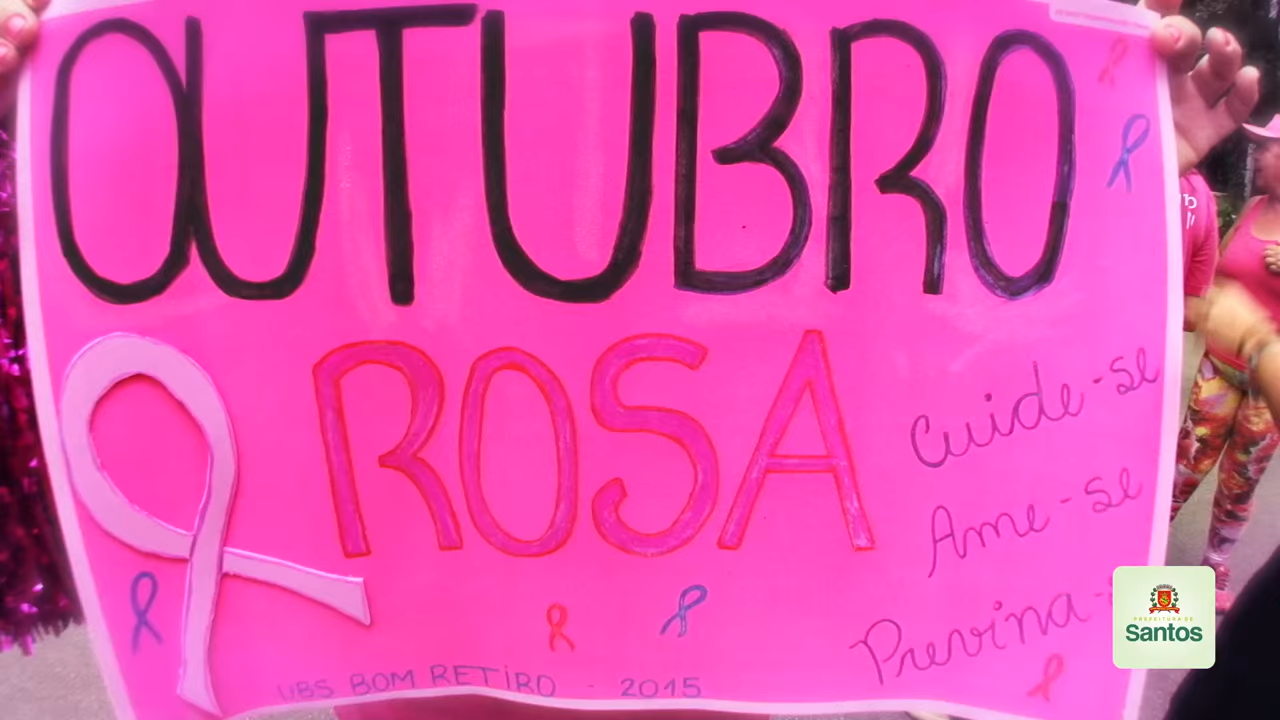 OUTUBRO
ROSA
Cuide-se
Ame-se
Previna-
UBS BOM RETIRO - 2015
PREFEITURA DE
Santos